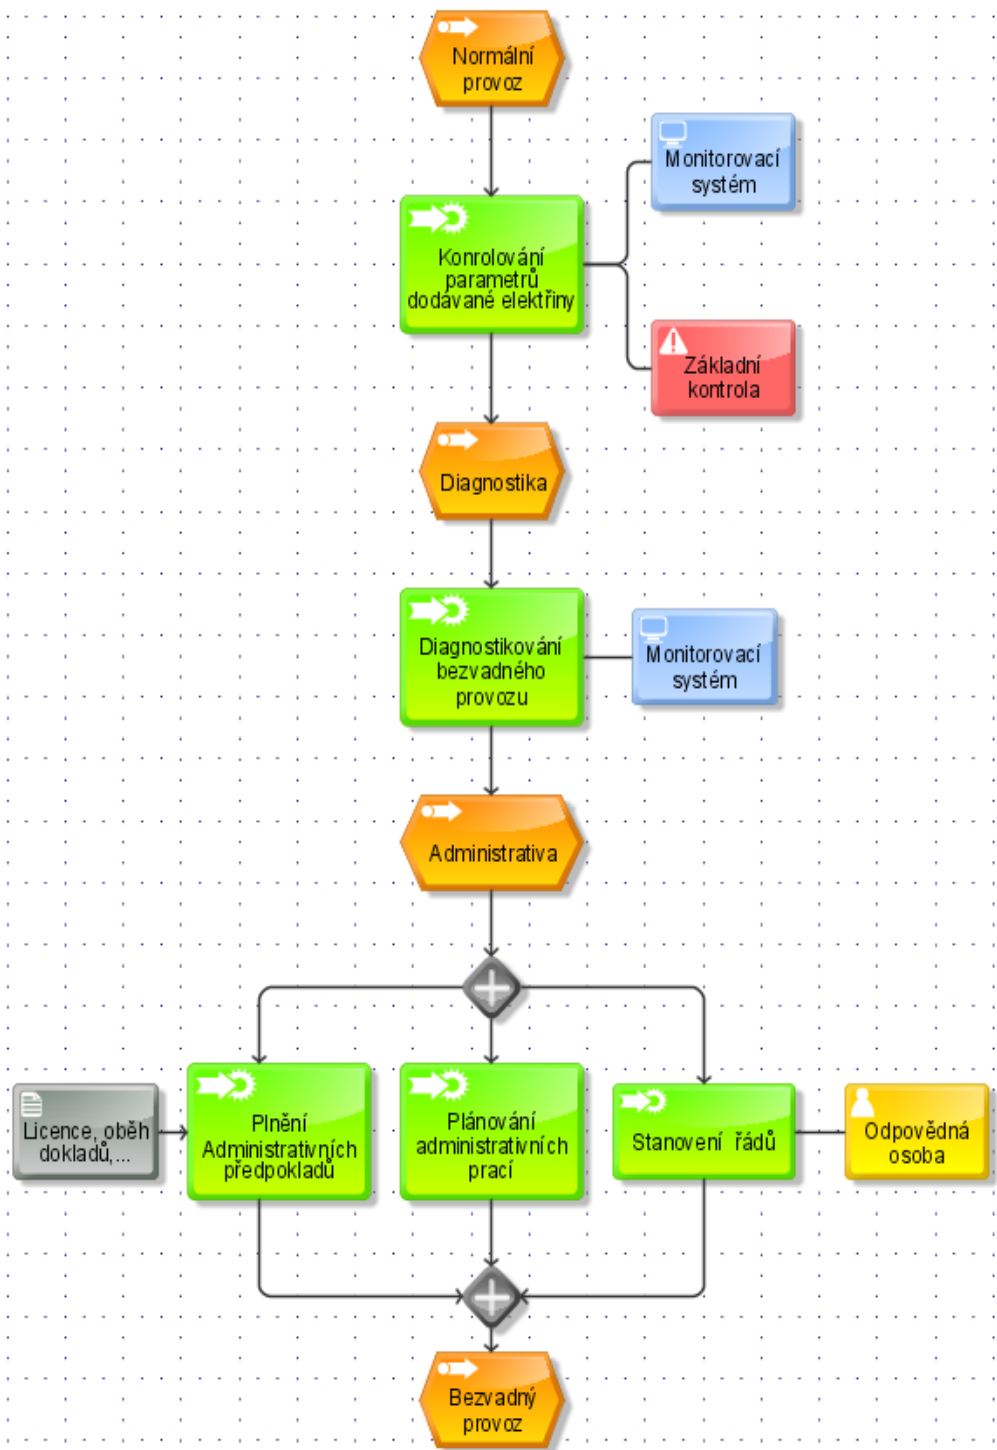 Normální
provoz
Monitorovací
systém
Konrolování
parametrů
dodávané elektřiny
Základní
kontrola
Diagnostika
Diagnostikování
bezvadného
provozu
Monitorovací
systém
Administrativa
Licence, oběh
dokladů,...
Plnění
Administrativních
předpokladů
Plánování
administrativních
prací
Stanovení řádů
Odpovědná
osoba
Bezvadný
provoz